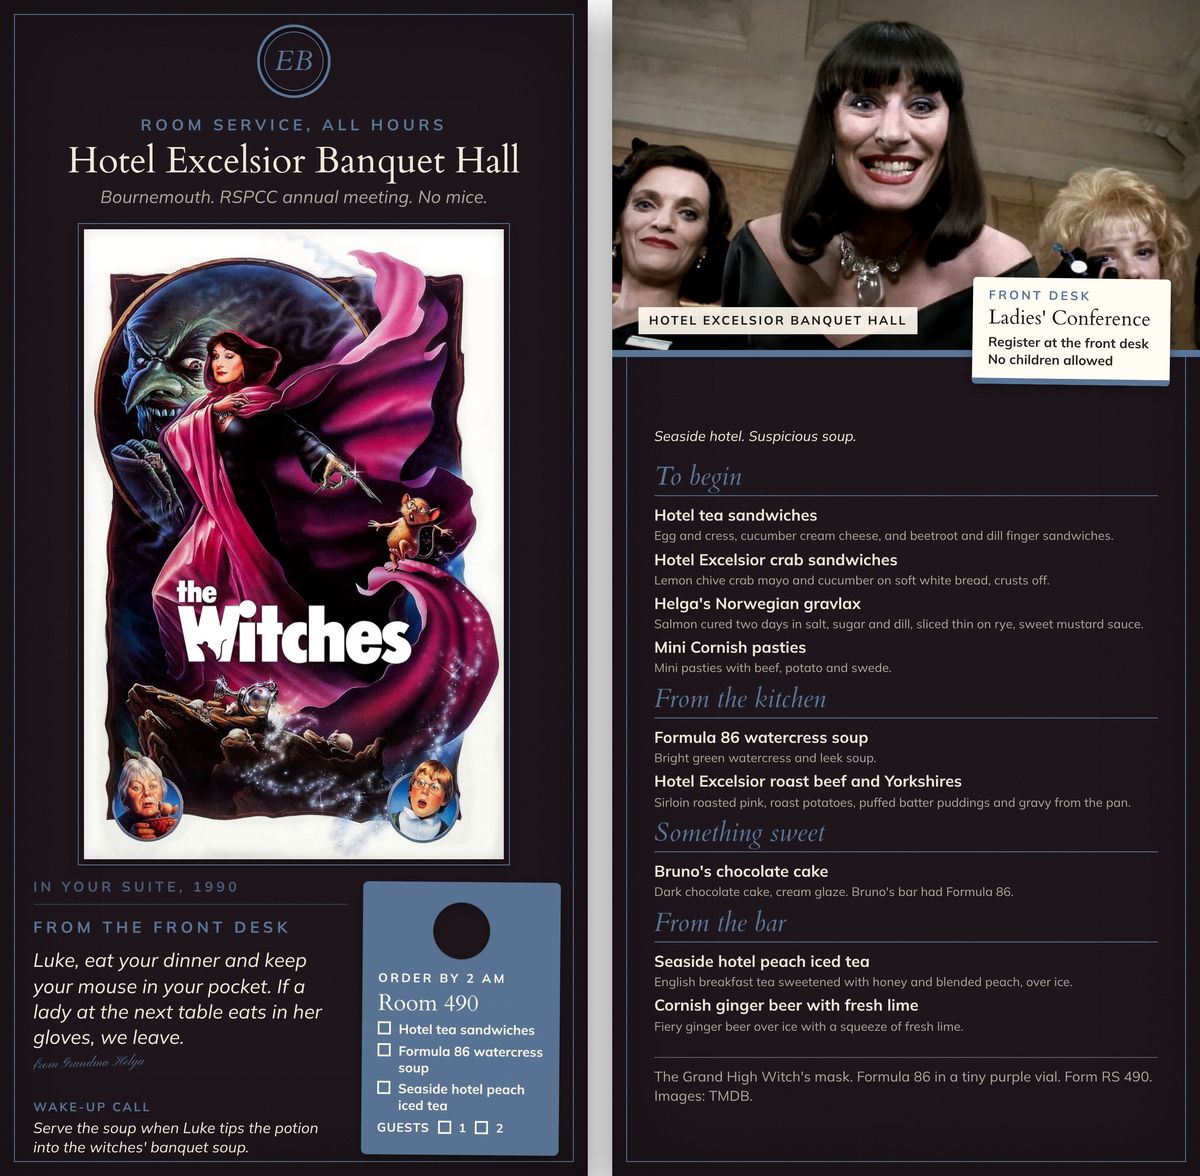 EB
ROOM SERVICE, ALL HOURS
Hotel Excelsior Banquet Hall
Bournemouth. RSPCC annual meeting. No mice.
the
Witches
IN YOUR SUITE, 1990
FROM THE FRONT DESK
Luke, eat your dinner and keep
your mouse in your pocket. If a
lady at the next table eats in her
gloves, we leave.
from Grandma Helga
WAKE-UP CALL
Serve the soup when Luke tips the potion
into the witches' banquet soup.
ORDER BY 2 AM
Room 490
Hotel tea sandwiches
Formula 86 watercress
soup
Seaside hotel peach
iced tea
GUESTS 1 2
HOTEL EXCELSIOR BANQUET HALL
FRONT DESK
Ladies' Conference
Register at the front desk
No children allowed
Seaside hotel. Suspicious soup.
To begin
Hotel tea sandwiches
Egg and cress, cucumber cream cheese, and beetroot and dill finger sandwiches.
Hotel Excelsior crab sandwiches
Lemon chive crab mayo and cucumber on soft white bread, crusts off.
Helga's Norwegian gravlax
Salmon cured two days in salt, sugar and dill, sliced thin on rye, sweet mustard sauce.
Mini Cornish pasties
Mini pasties with beef, potato and swede.
From the kitchen
Formula 86 watercress soup
Bright green watercress and leek soup.
Hotel Excelsior roast beef and Yorkshires
Sirloin roasted pink, roast potatoes, puffed batter puddings and gravy from the pan.
Something sweet
Bruno's chocolate cake
Dark chocolate cake, cream glaze. Bruno's bar had Formula 86.
From the bar
Seaside hotel peach iced tea
English breakfast tea sweetened with honey and blended peach, over ice.
Cornish ginger beer with fresh lime
Fiery ginger beer over ice with a squeeze of fresh lime.
The Grand High Witch's mask. Formula 86 in a tiny purple vial. Form RS 490.
Images: TMDB.